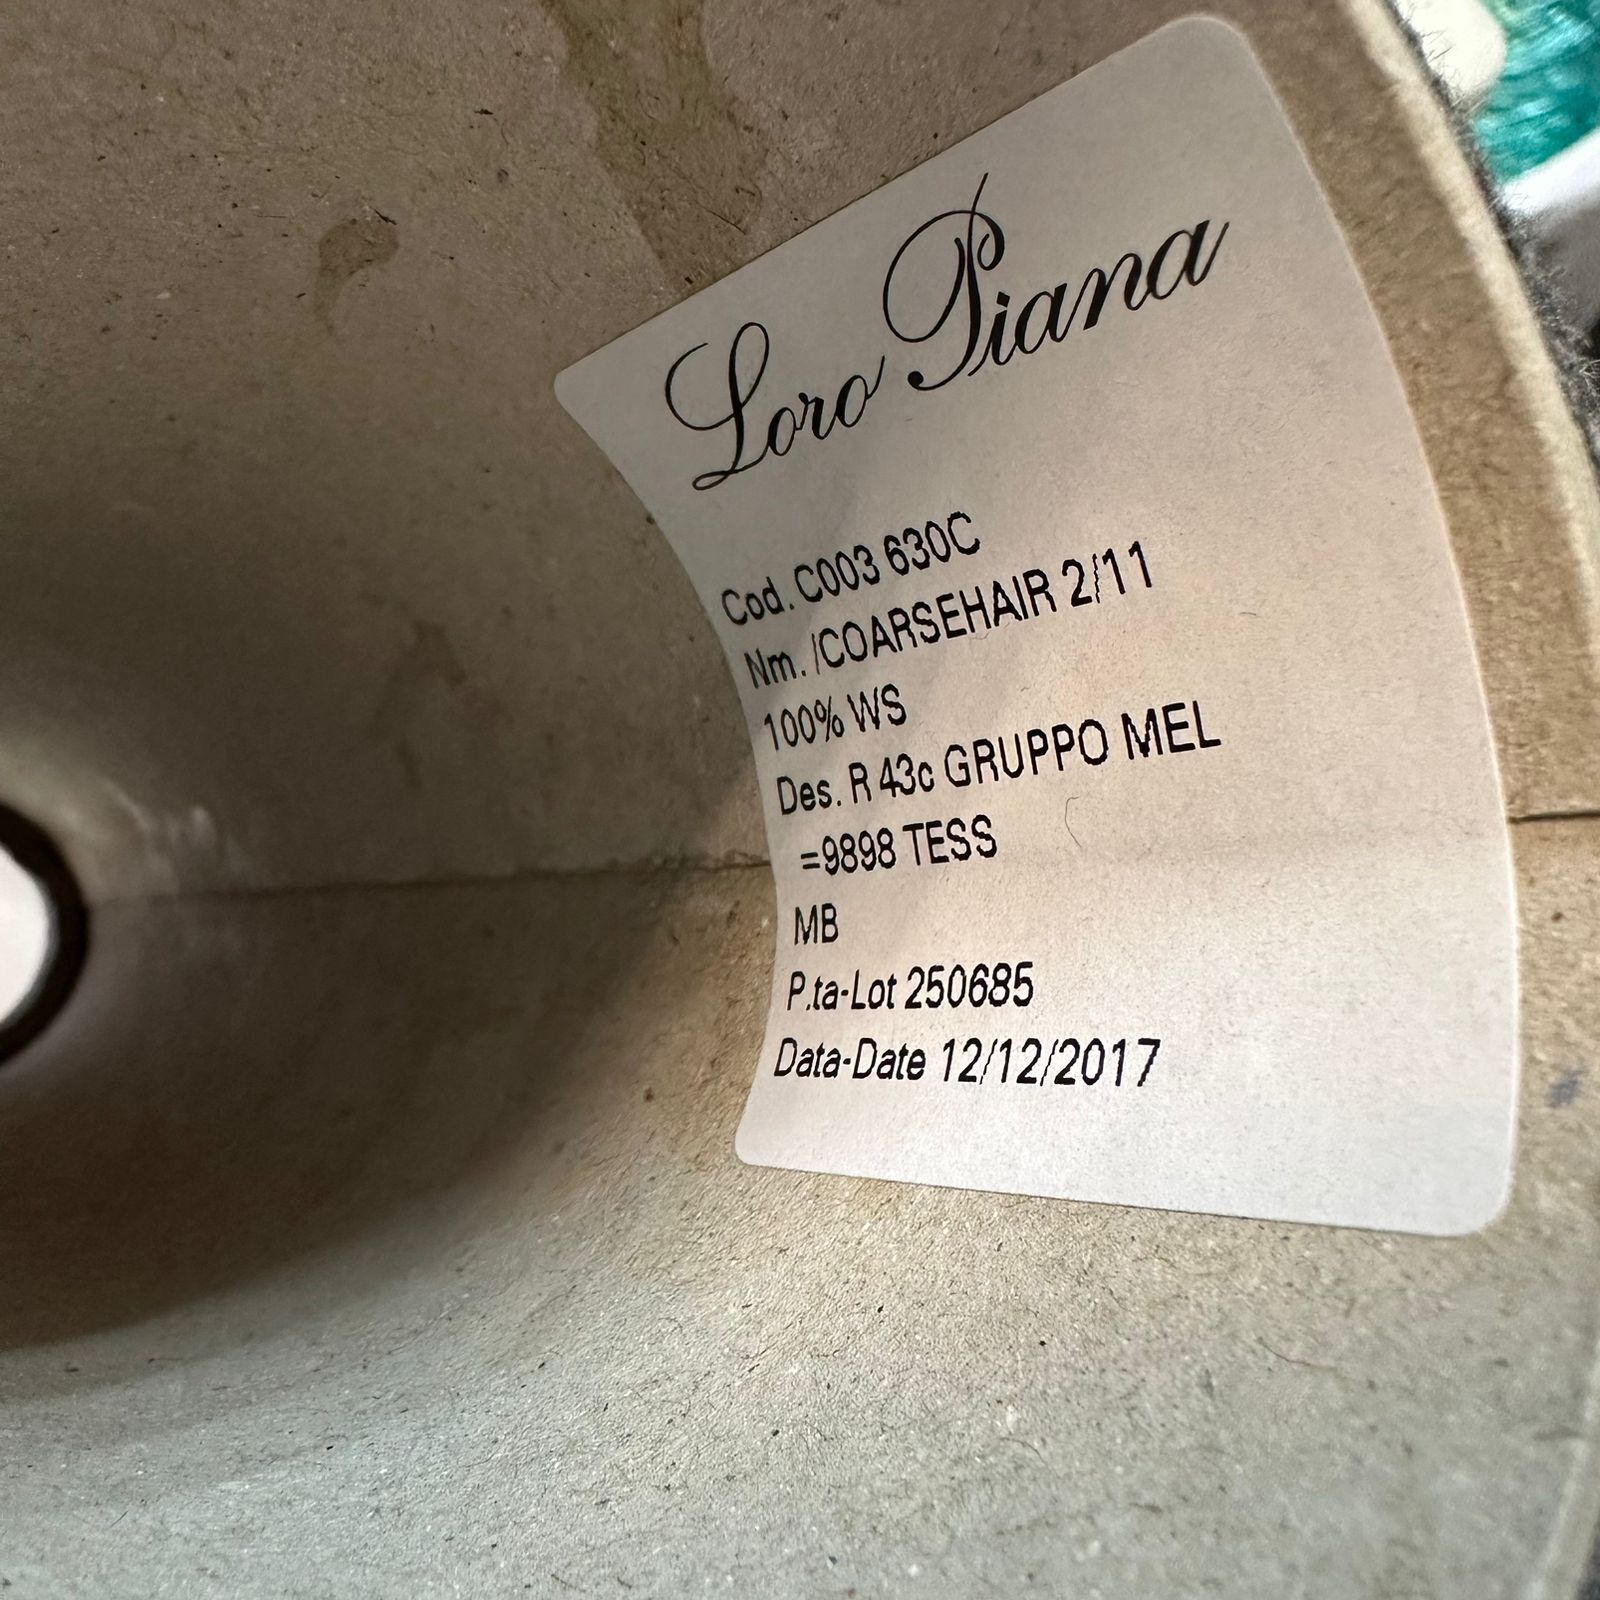 Loro Piana
Cod. C003 630C
Nm. /COARSEHAIR 2/11
100% WS
Des. R 43c GRUPPO MEL
=9898 TESS
MB
P.ta-Lot 250685
Data-Date 12/12/2017